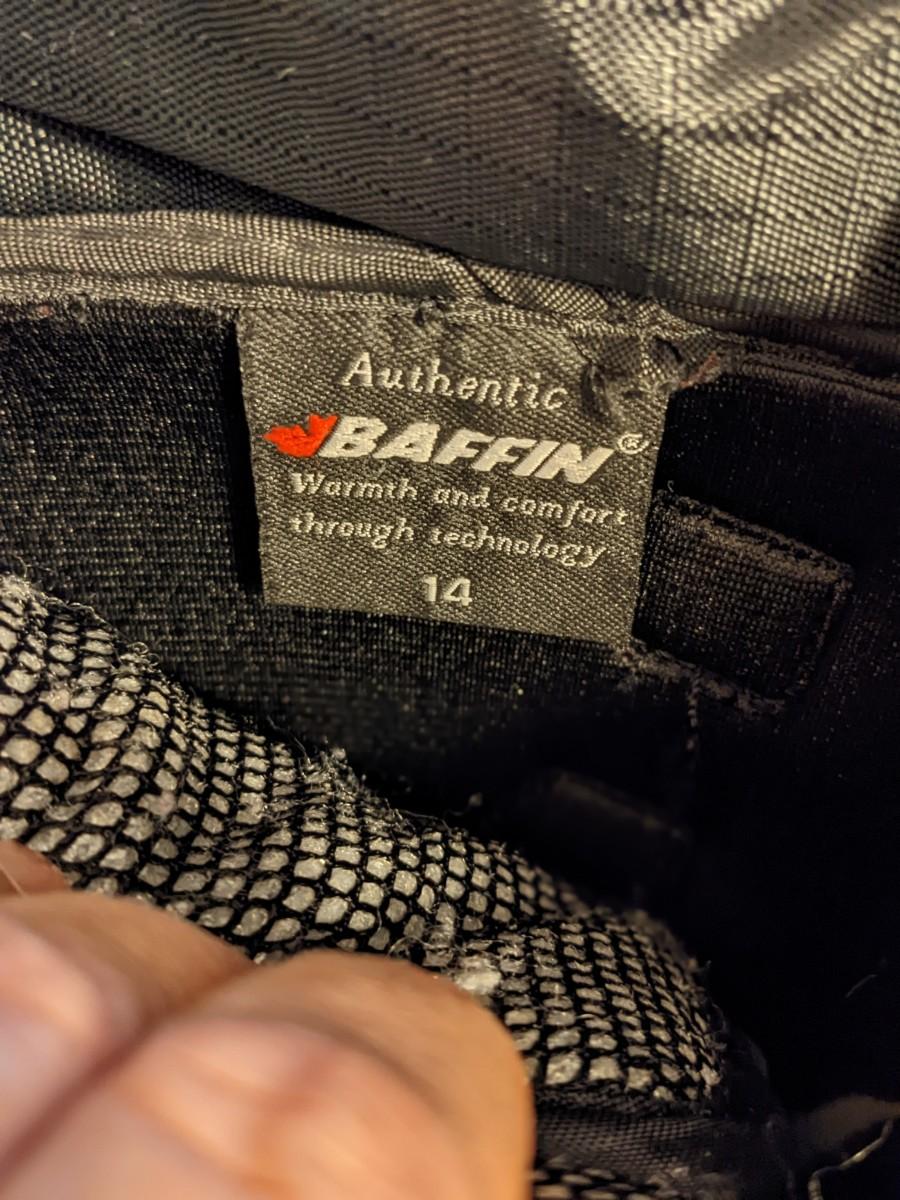 Authentic
BAFFIN®
Warmth and comfort
through technology
14